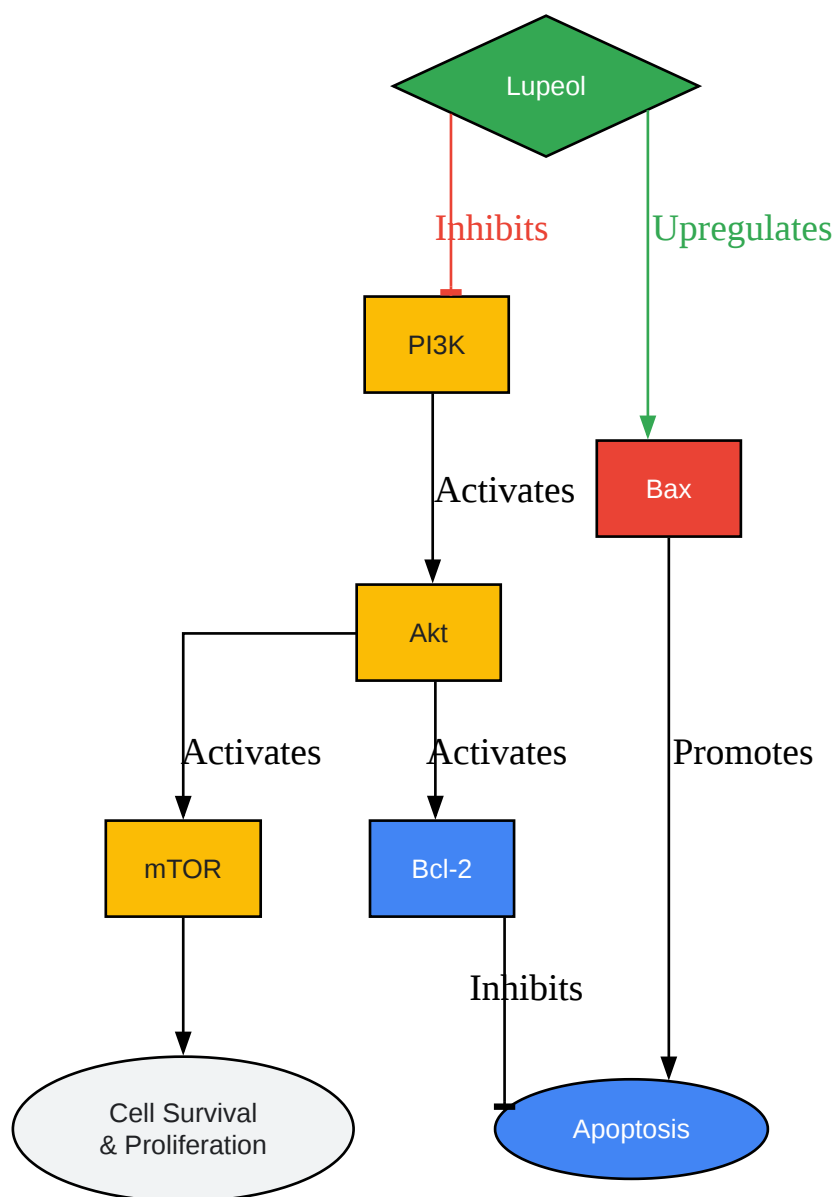 Lupeol
Inhibits
Upregulates
PI3K
Activates
Bax
Akt
Activates
Activates
Promotes
mTOR
Bcl-2
Inhibits
Cell Survival
& Proliferation
Apoptosis